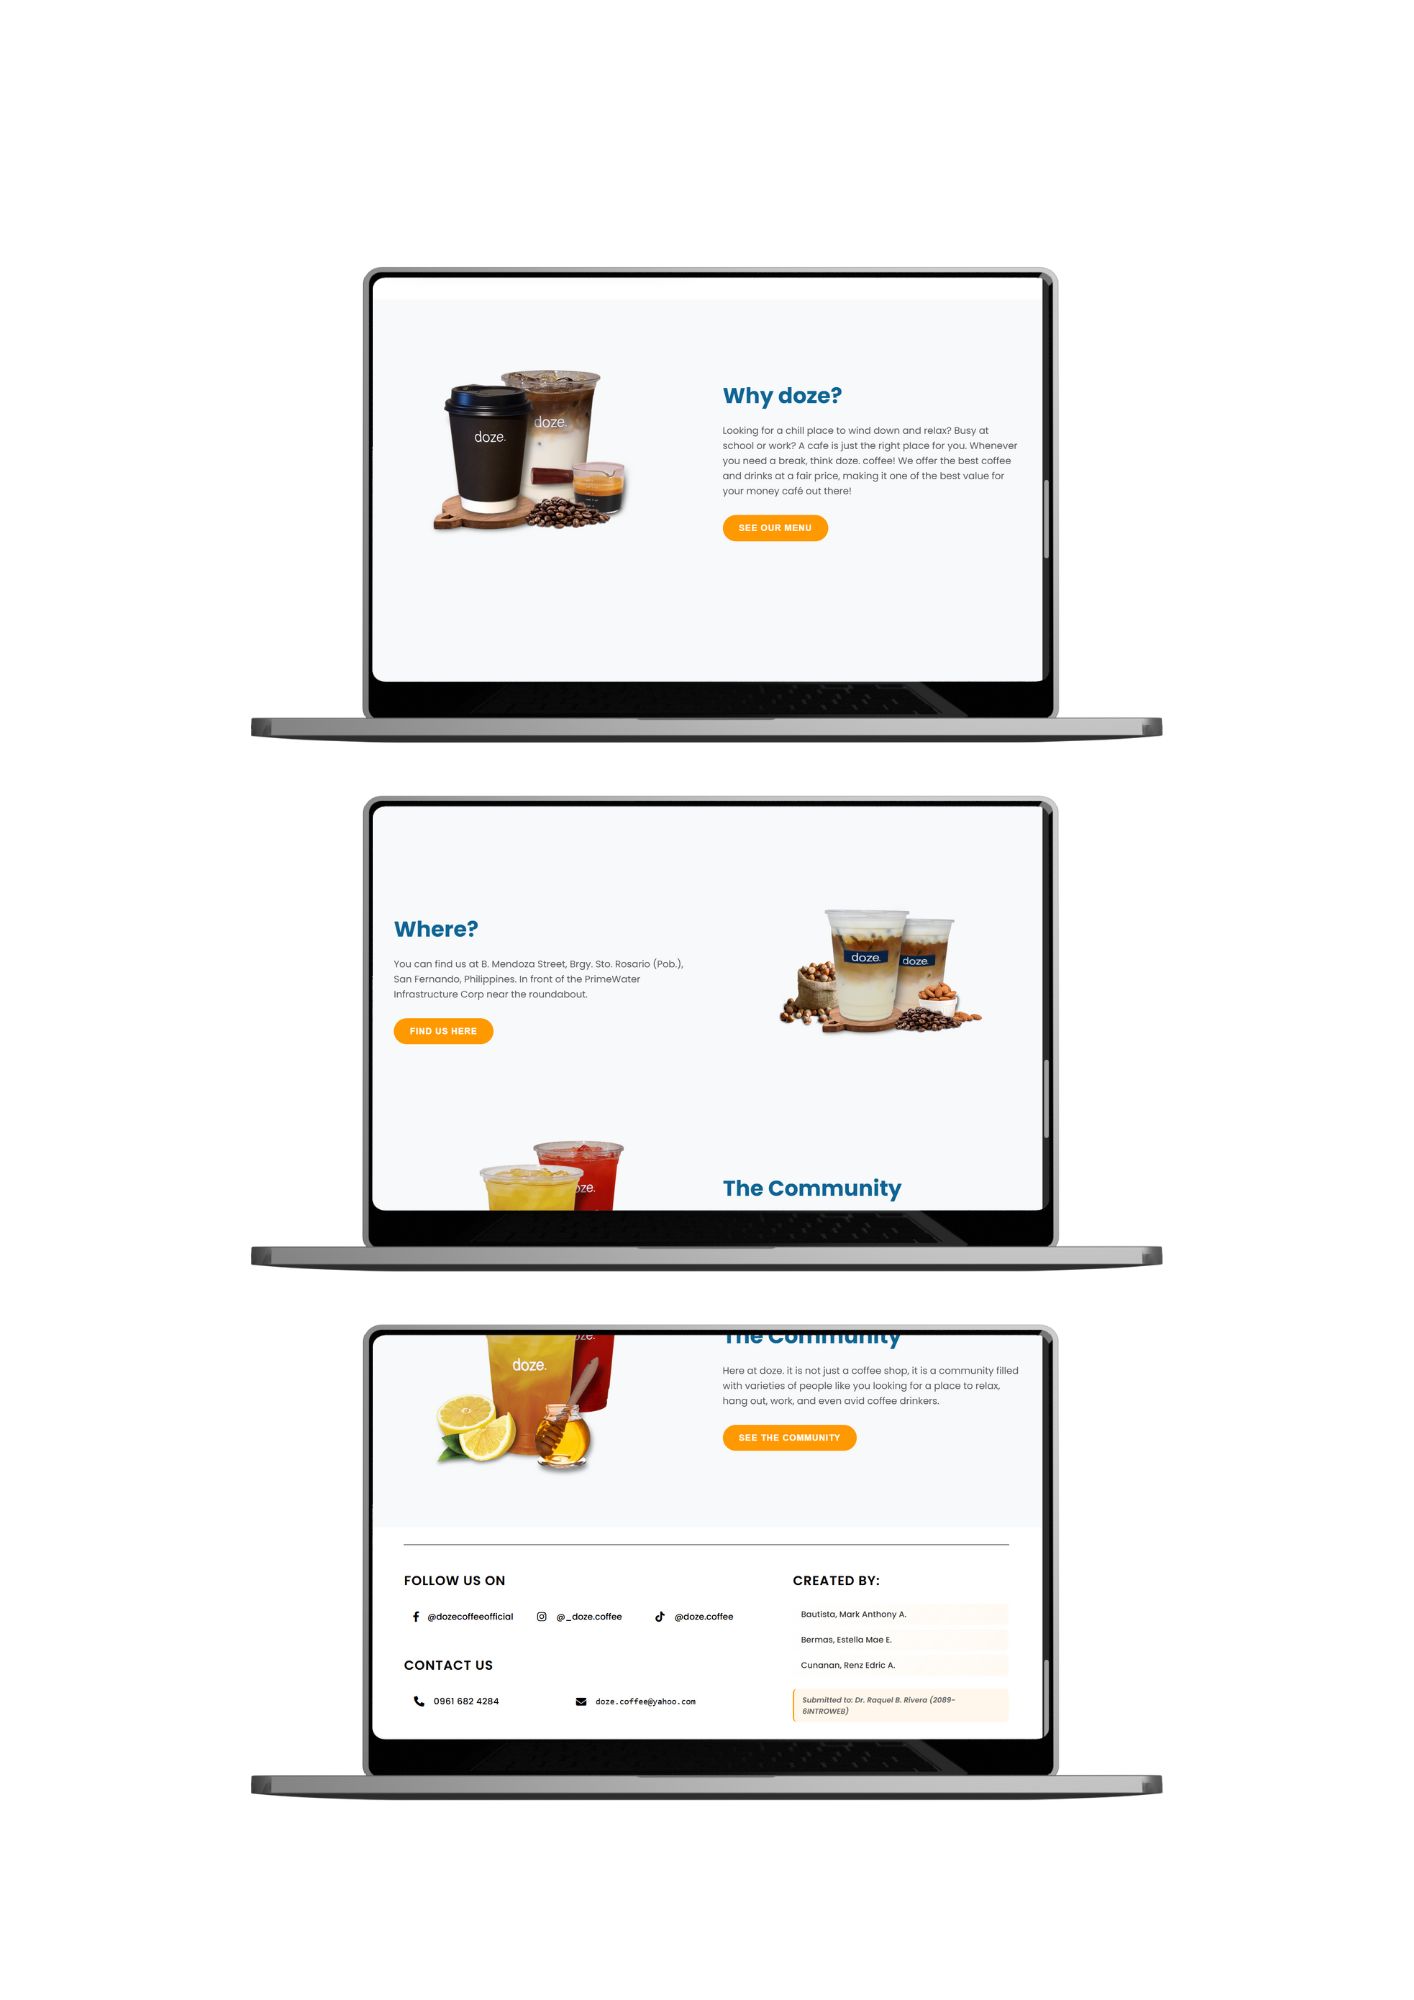 doze.
doze.
Why doze?
Looking for a chill place to wind down and relax? Busy at
school or work? A cafe is just the right place for you. Whenever
you need a break, think doze. coffee! We offer the best coffee
and drinks at a fair price, making it one of the best value for
your money café out there!
SEE OUR MENU
Where?
You can find us at B. Mendoza Street, Brgy. Sto. Rosario (Pob.),
San Fernando, Philippines. In front of the PrimeWater
Infrastructure Corp near the roundabout.
FIND US HERE
doze.
doze.
oze.
The Community
The Community
oze.
doze.
Here at doze. it is not just a coffee shop, it is a community filled
with varieties of people like you looking for a place to relax,
hang out, work, and even avid coffee drinkers.
SEE THE COMMUNITY
FOLLOW US ON
@dozecoffeeofficial
@_doze.coffee
@doze.coffee
CONTACT US
0961 682 4284
doze.coffee@yahoo.com
CREATED BY:
Bautista, Mark Anthony A.
Bermas, Estella Mae E.
Cunanan, Renz Edric A.
Submitted to: Dr. Raquel B. Rivera (2089-
6INTROWEB)